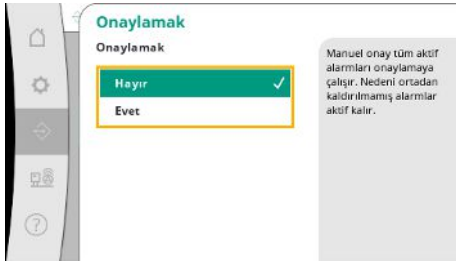 Onaylamak
Onaylamak
Hayır
Evet
Manuel onay tüm aktif
alarmları onaylamaya
çalışır. Nedeni ortadan
kaldırılmamış alarmlar
aktif kalır.